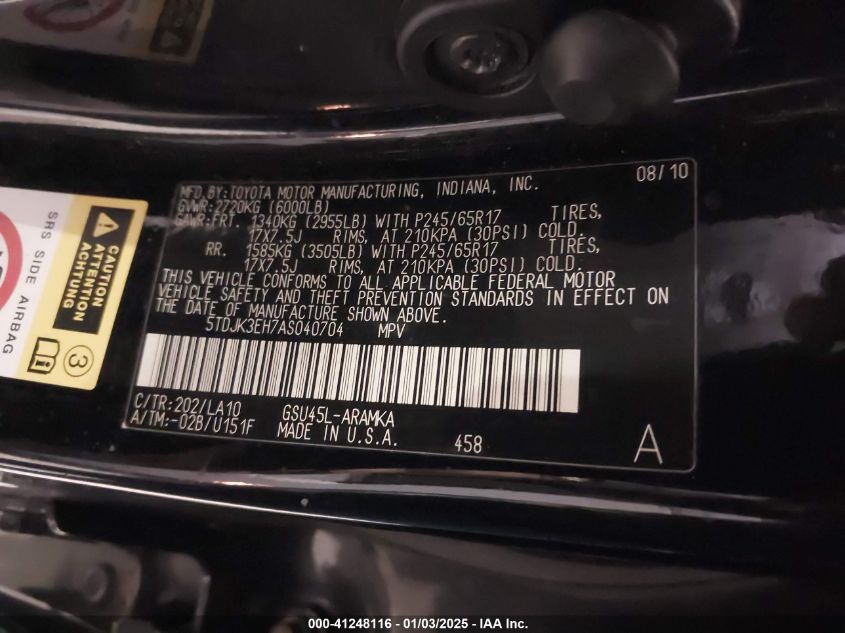 08/10
MFD.BY:TOYOTA MOTOR MANUFACTURING, INDIANA, INC.
GVWR:2720KG (6000LB)
GAWR:FRT. 1340KG (2955LB) WITH P245/65R17 TIRES,
17X7.5J RIMS, AT 210KPA (30PSI) COLD.
RR. 1585KG (3505LB) WITH P245/65R17 TIRES,
17X7.5J RIMS, AT 210KPA (30PSI) COLD.
THIS VEHICLE CONFORMS TO ALL APPLICABLE FEDERAL MOTOR
VEHICLE SAFETY AND THEFT PREVENTION STANDARDS IN EFFECT ON
THE DATE OF MANUFACTURE SHOWN ABOVE.
5TDJK3EH7AS040704 MPV
C/TR:202/LA10 GSU45L-ARAMKA
A/TM:-02B/U151F MADE IN U.S.A. 458 A
SRS SIDE AIRBAG
CAUTION
ATTENTION
ACHTUNG
3
CAUTION
ATTENTION
ACHTUNG
000-41248116 - 01/03/2025 - IAA Inc.